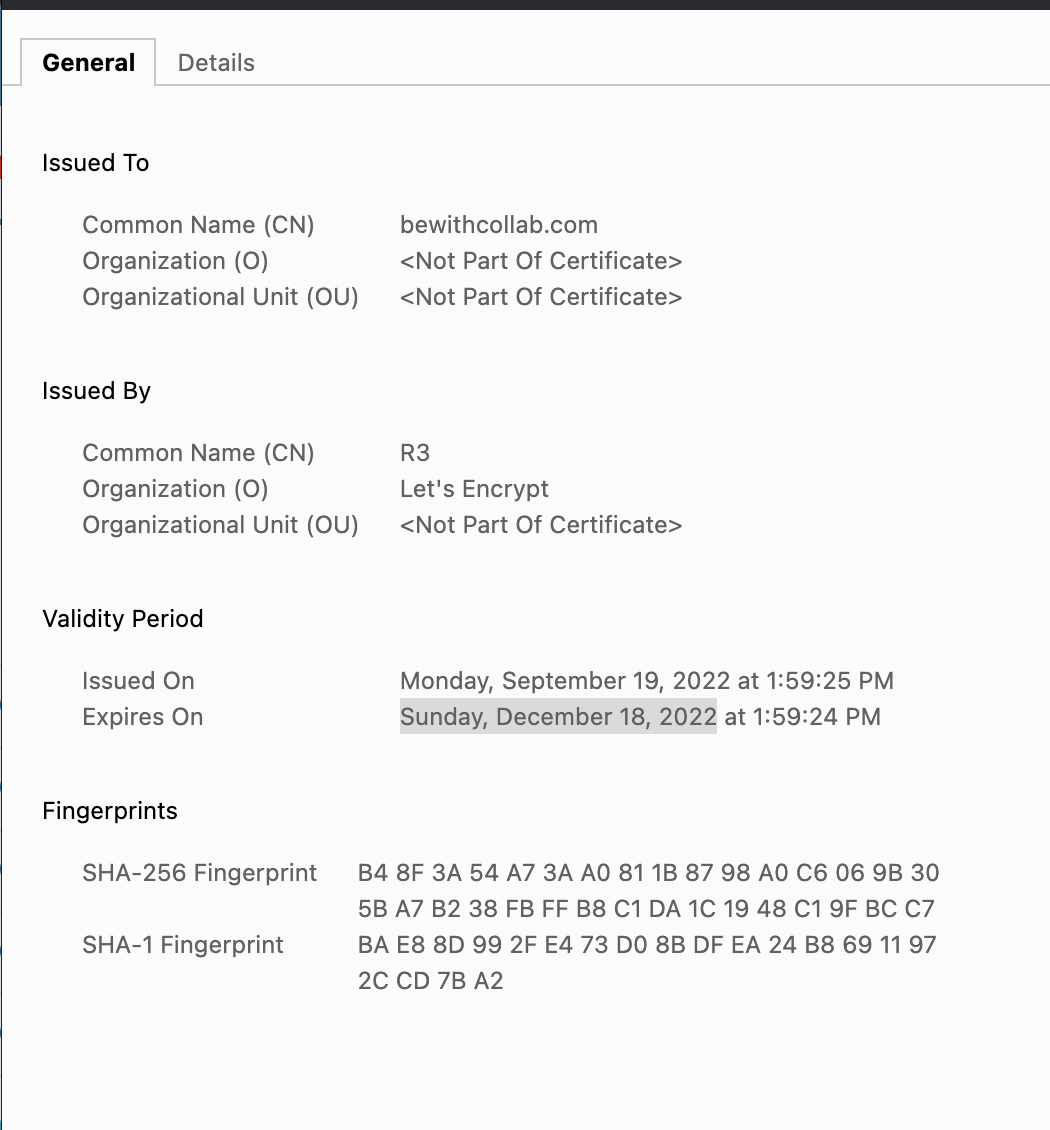 General Details
Issued To
Common Name (CN) bewithcollab.com
Organization (O) <Not Part Of Certificate>
Organizational Unit (OU) <Not Part Of Certificate>
Issued By
Common Name (CN) R3
Organization (O) Let's Encrypt
Organizational Unit (OU) <Not Part Of Certificate>
Validity Period
Issued On Monday, September 19, 2022 at 1:59:25 PM
Expires On Sunday, December 18, 2022 at 1:59:24 PM
Fingerprints
SHA-256 Fingerprint B4 8F 3A 54 A7 3A A0 81 1B 87 98 A0 C6 06 9B 30
5B A7 B2 38 FB FF B8 C1 DA 1C 19 48 C1 9F BC C7
SHA-1 Fingerprint BA E8 8D 99 2F E4 73 D0 8B DF EA 24 B8 69 11 97
2C CD 7B A2